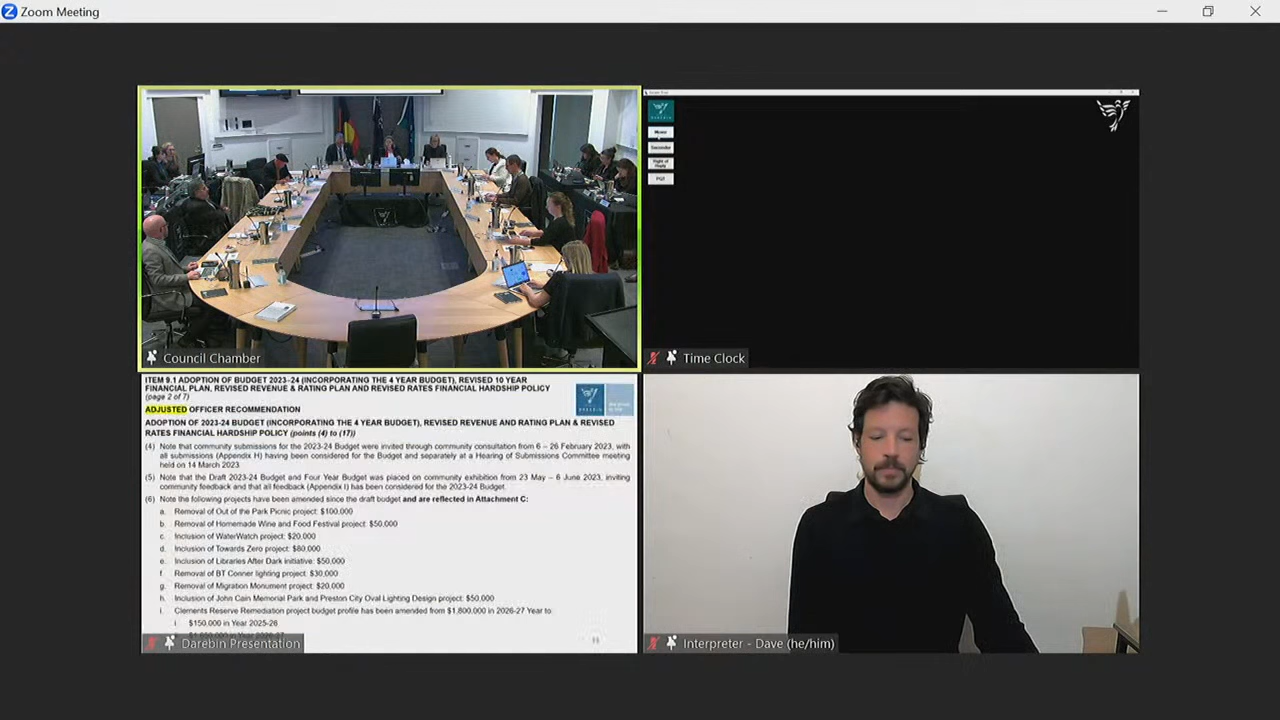 Zoom Meeting
Council Chamber
Move
Seconder
Right of
Reply
Time Clock
ITEM 9.1 ADOPTION OF BUDGET 2023-24 (INCORPORATING THE 4 YEAR BUDGET), REVISED 10 YEAR
FINANCIAL PLAN, REVISED REVENUE & RATING PLAN AND REVISED RATES FINANCIAL HARDSHIP POLICY
(page 2 of 7)
DAREBIN
ADJUSTED OFFICER RECOMMENDATION
ADOPTION OF 2023-24 BUDGET (INCORPORATING THE 4 YEAR BUDGET), REVISED REVENUE AND RATING PLAN & REVISED
RATES FINANCIAL HARDSHIP POLICY (points (4) to (17))
(4) Note that community submissions for the 2023-24 Budget were invited through community consultation from 6 – 26 February 2023, with
all submissions (Appendix H) having been considered for the Budget and separately at a Hearing of Submissions Committee meeting
held on 14 March 2023
(5) Note that the Draft 2023-24 Budget and Four Year Budget was placed on community exhibition from 23 May – 6 June 2023, inviting
community feedback and that all feedback (Appendix I) has been considered for the 2023-24 Budget.
(6) Note the following projects have been amended since the draft budget and are reflected in Attachment C:
a. Removal of Out of the Park Picnic project: $100,000
b. Removal of Homemade Wine and Food Festival project: $50,000
c. Inclusion of WaterWatch project: $20,000
d. Inclusion of Towards Zero project: $80,000
e. Inclusion of Libraries After Dark initiative: $50,000
f. Removal of BT Conner lighting project: $30,000
g. Removal of Migration Monument project: $20,000
h. Inclusion of John Cain Memorial Park and Preston City Oval Lighting Design project: $50,000
i. Clements Reserve Remediation project budget profile has been amended from $1,800,000 in 2026-27 Year to:
i $150,000 in Year 2025-26
Darebin Presentation
Interpreter - Dave (he/him)